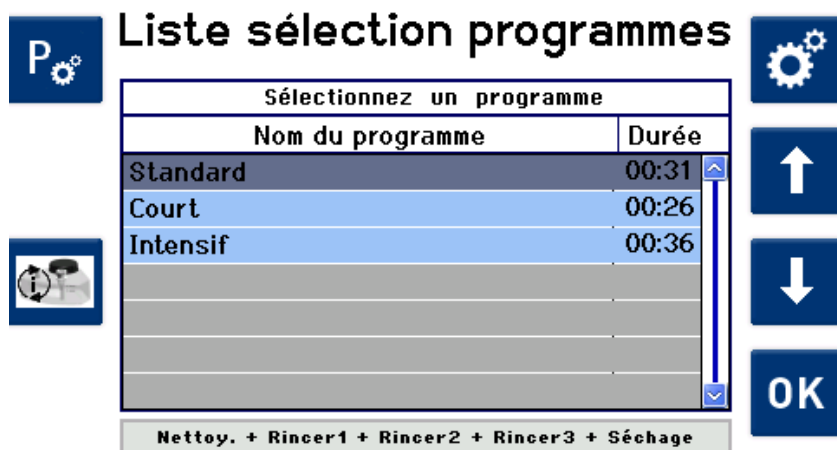 Liste sélection programmes
P
Sélectionnez un programme
Nom du programme Durée
Standard 00:31
Court 00:26
Intensif 00:36
i
OK
Nettoy. + Rincer1 + Rincer2 + Rincer3 + Séchage